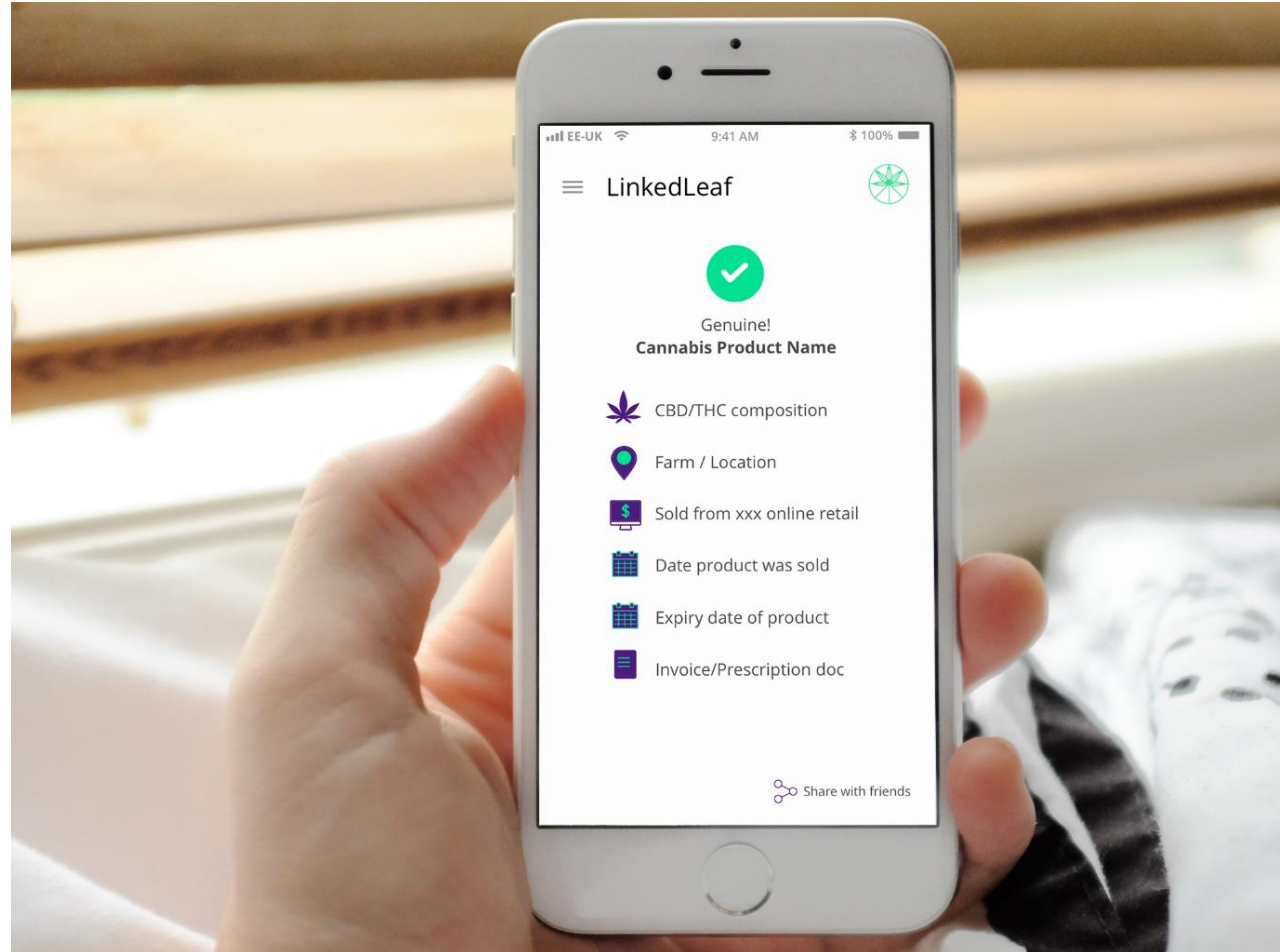 EE-UK 9:41 AM 100%
LinkedLeaf
Genuine!
Cannabis Product Name
CBD/THC composition
Farm / Location
$
Sold from xxx online retail
Date product was sold
Expiry date of product
Invoice/Prescription doc
Share with friends